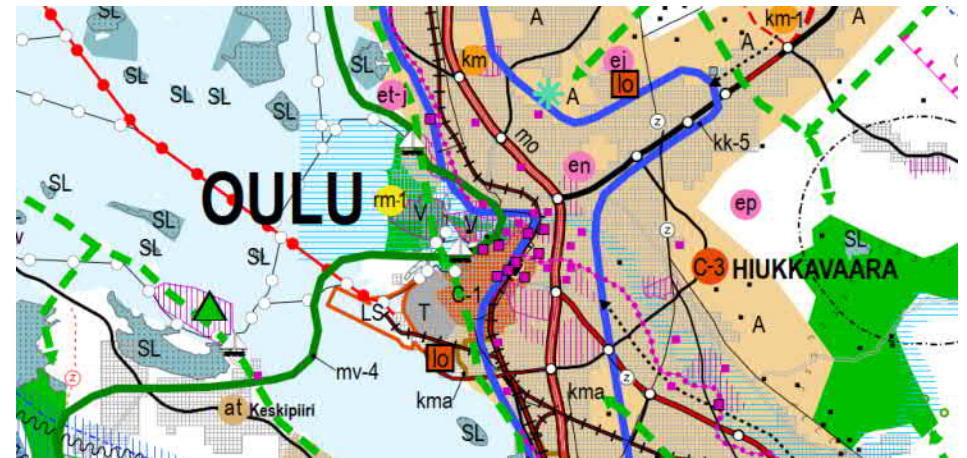 A
km-1
A
SL
km
ej
A
SL
SL
SL
et-j
lo
A
SL
mo
z
kk-5
en
SL
OULU
rm-1
V
V
ep
SL
SL
z
SL
C-3
HIUKKAVAARA
C-1
LS
T
A
SL
lo
mv-4
z
z
kma
kma
at
Keskipiiri
SL